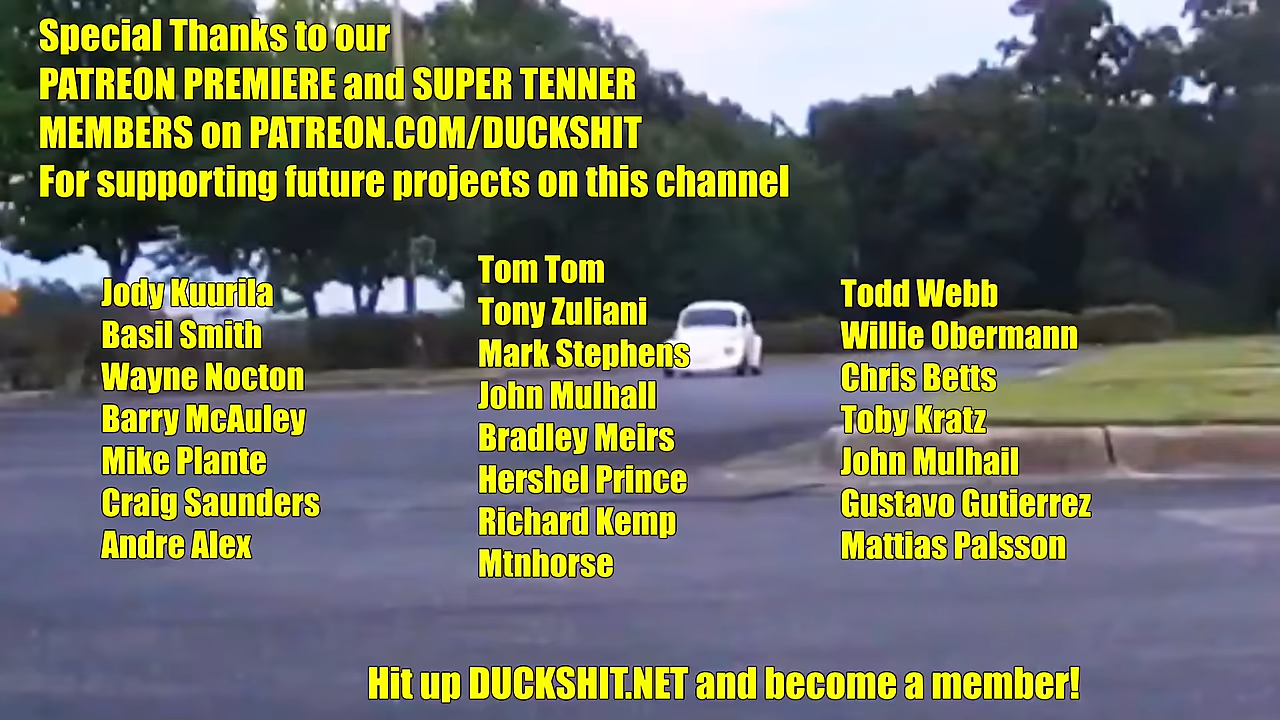 Special Thanks to our
PATREON PREMIERE and SUPER TENNER
MEMBERS on PATREON.COM/DUCKSHIT
For supporting future projects on this channel
Jody Kuurila
Basil Smith
Wayne Nocton
Barry McAuley
Mike Plante
Craig Saunders
Andre Alex
Tom Tom
Tony Zuliani
Mark Stephens
John Mulhall
Bradley Meirs
Hershel Prince
Richard Kemp
Mtnhorse
Todd Webb
Willie Obermann
Chris Betts
Toby Kratz
John Mulhail
Gustavo Gutierrez
Mattias Palsson
Hit up DUCKSHIT.NET and become a member!